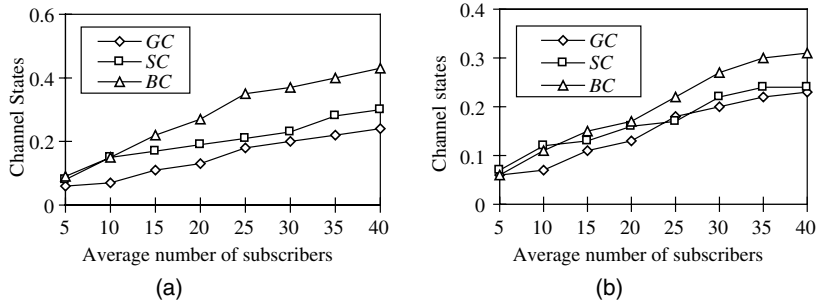 0.6
0.4
0.2
0
Channel States
GC
SC
BC
5 10 15 20 25 30 35 40
Average number of subscribers
(a)
0.4
0.3
0.2
0.1
0
Channel states
GC
SC
BC
5 10 15 20 25 30 35 40
Average number of subscribers
(b)